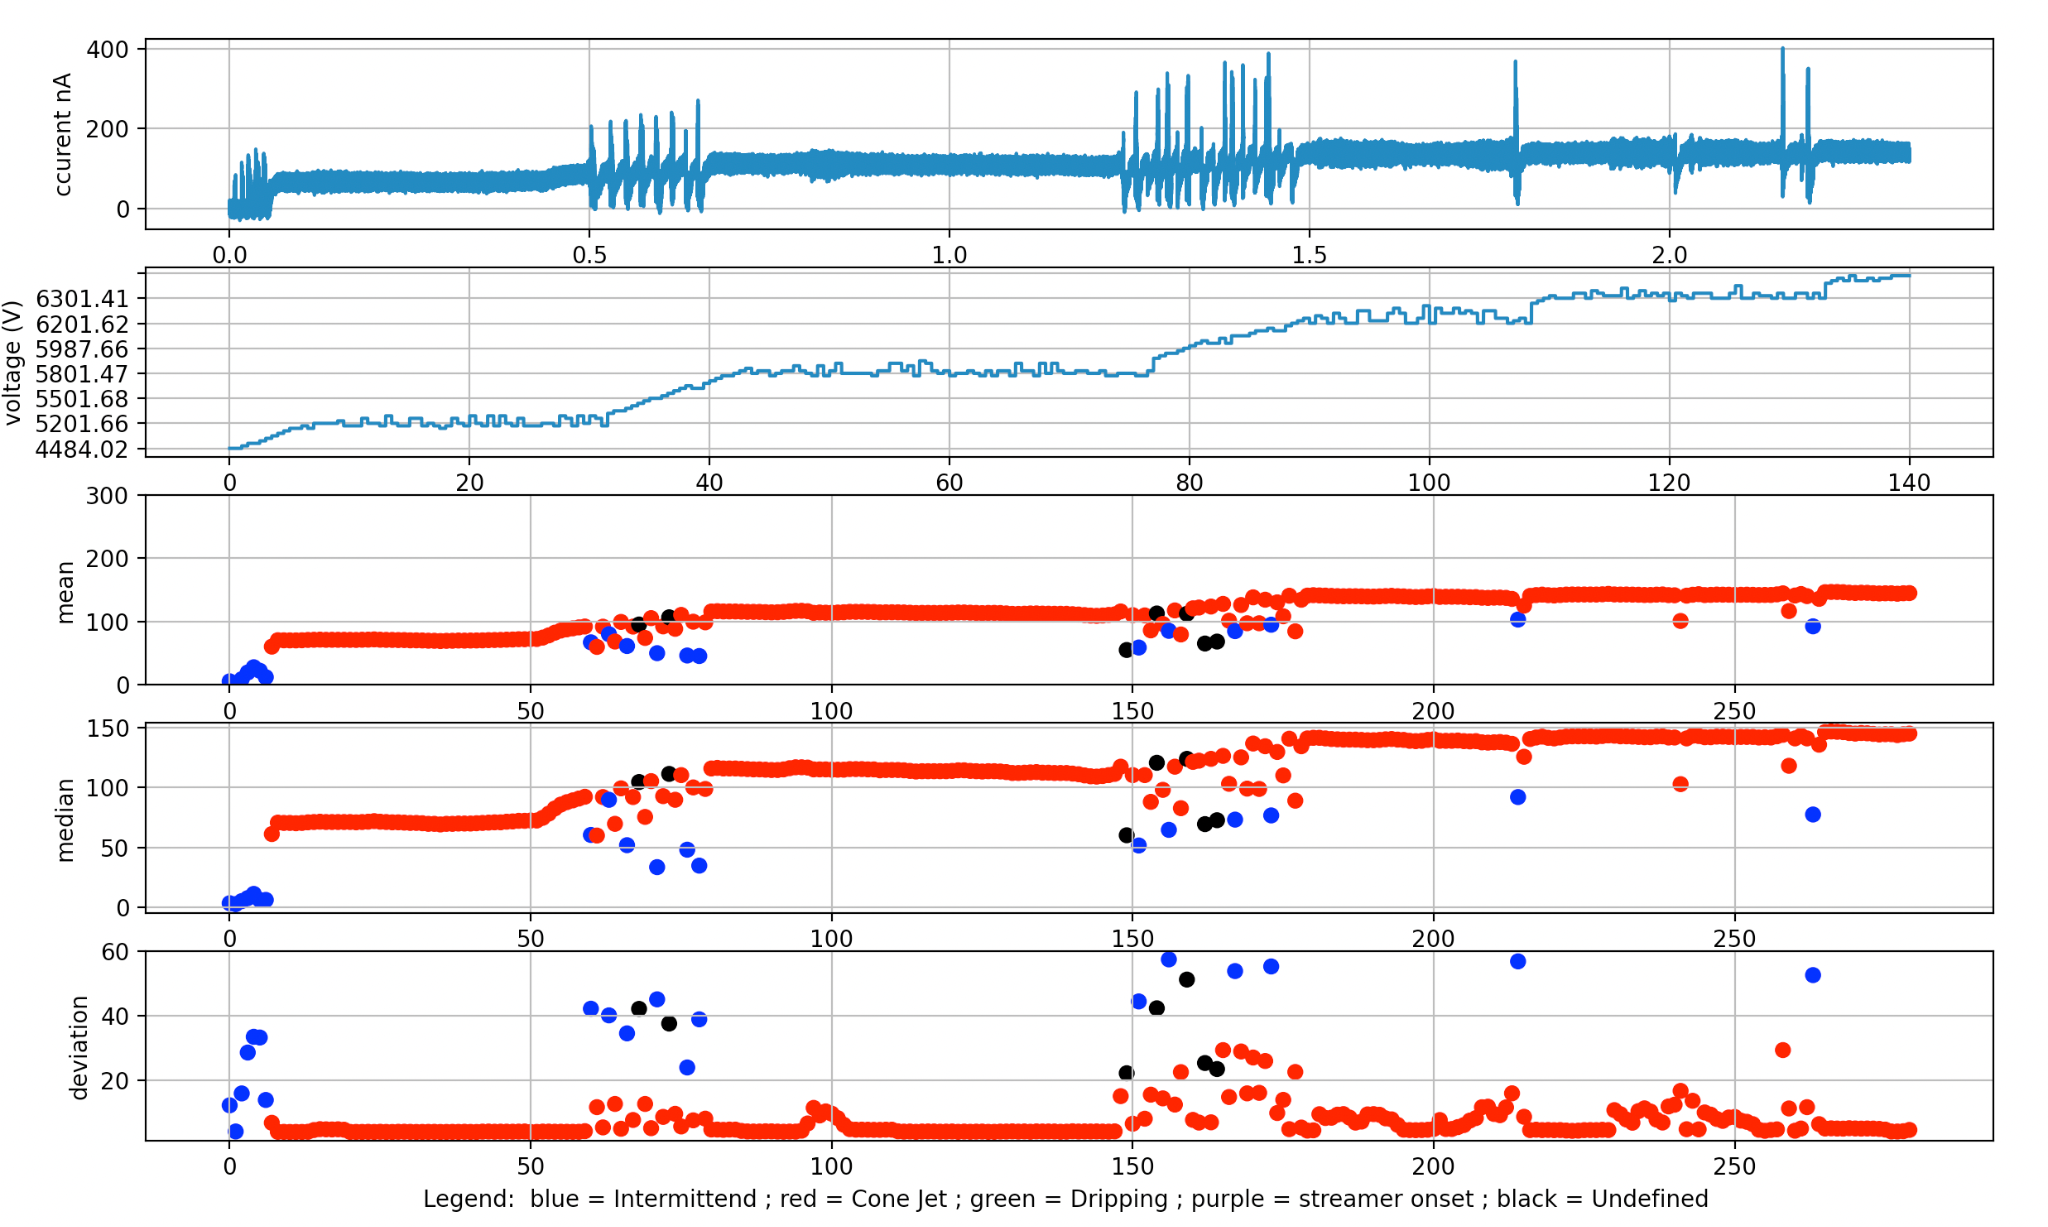 400
200
0
ccurent nA
0.0 0.5 1.0 1.5 2.0
6301.41
6201.62
5987.66
5801.47
5501.68
5201.66
4484.02
voltage (V)
0 20 40 60 80 100 120 140
300
200
100
0
mean
0 50 100 150 200 250
150
100
50
0
median
0 50 100 150 200 250
60
40
20
deviation
0 50 100 150 200 250
Legend:  blue = Intermittend ; red = Cone Jet ; green = Dripping ; purple = streamer onset ; black = Undefined